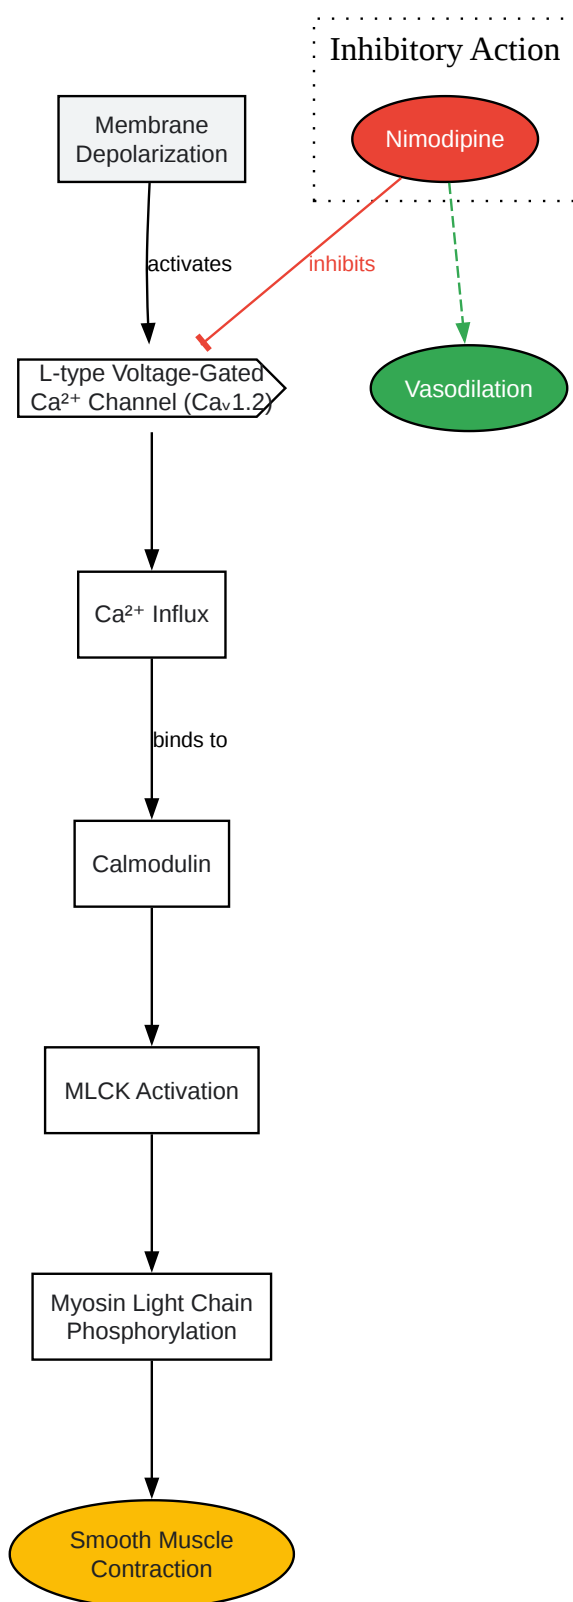 Inhibitory Action
Membrane
Depolarization
Nimodipine
activates
inhibits
L-type Voltage-Gated
Ca²⁺ Channel (Caᵥ1.2)
Vasodilation
Ca²⁺ Influx
binds to
Calmodulin
MLCK Activation
Myosin Light Chain
Phosphorylation
Smooth Muscle
Contraction